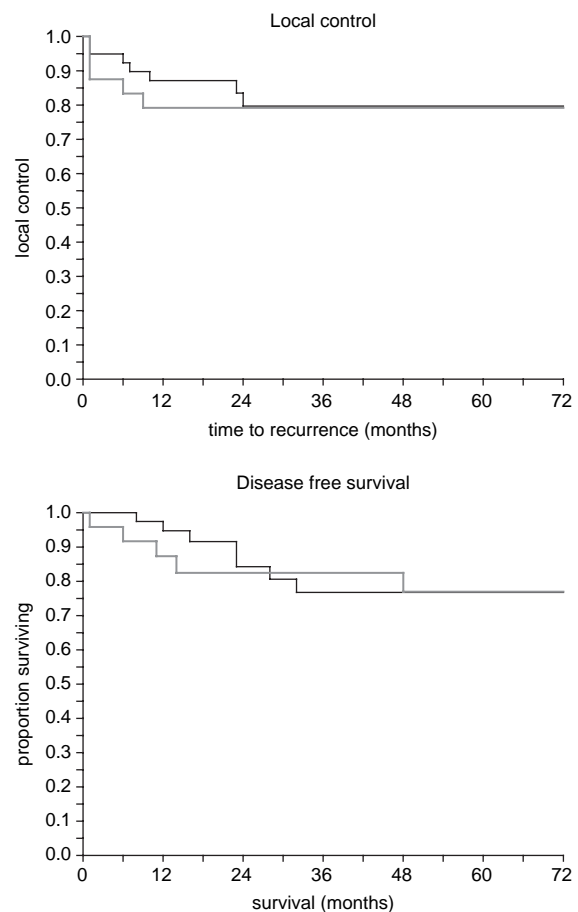 Local control
1.0
0.9
0.8
0.7
0.6
0.5
0.4
0.3
0.2
0.1
0.0
local control
0 12 24 36 48 60 72
time to recurrence (months)
Disease free survival
1.0
0.9
0.8
0.7
0.6
0.5
0.4
0.3
0.2
0.1
0.0
proportion surviving
0 12 24 36 48 60 72
survival (months)